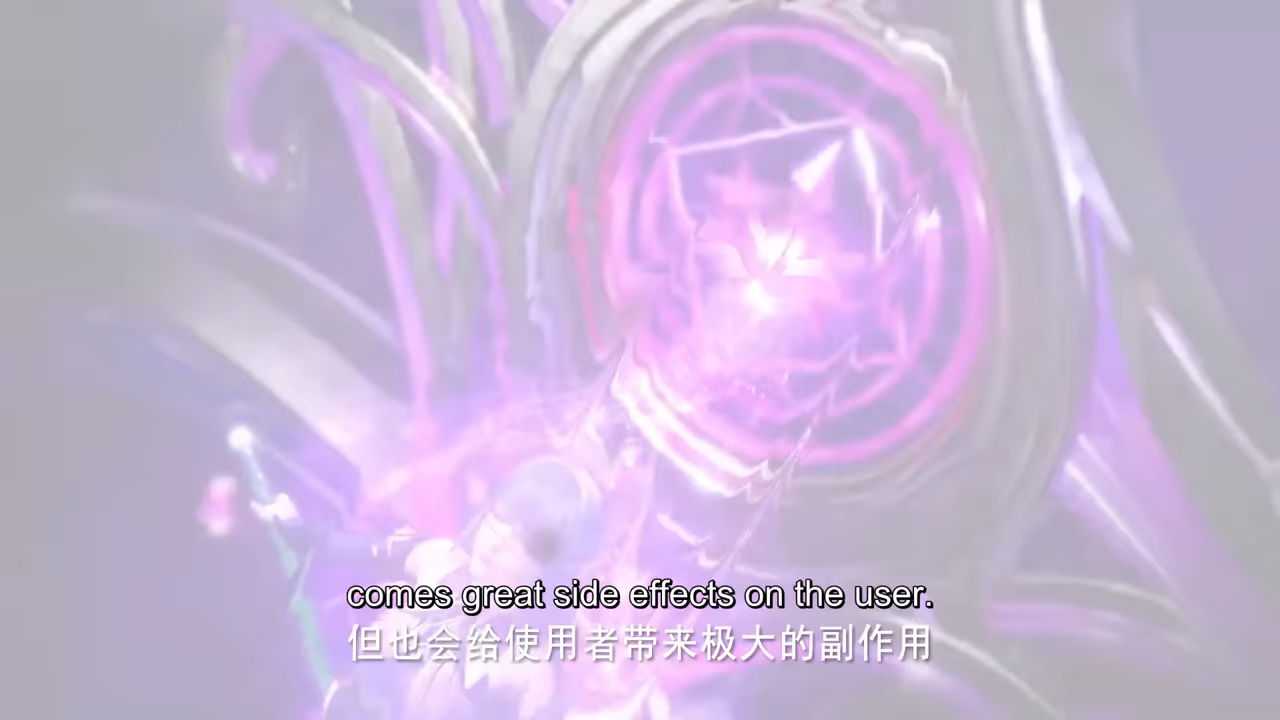 comes great side effects on the user.
但也会给使用者带来极大的副作用